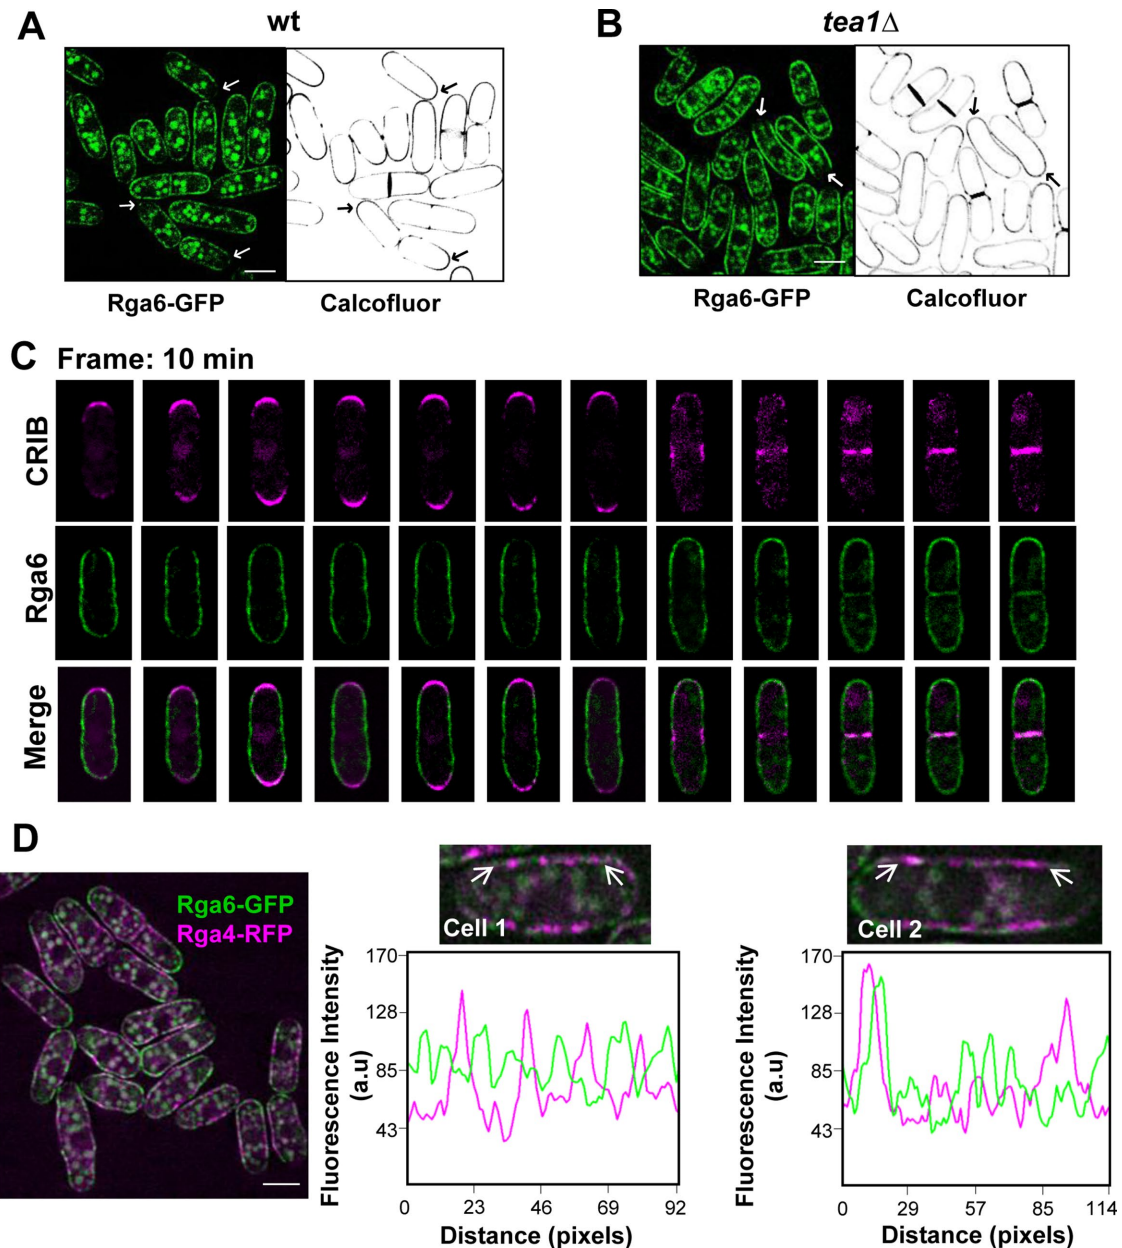 A
wt
B
tea1Δ
Rga6-GFP
Calcofluor
Rga6-GFP
Calcofluor
C
Frame: 10 min
CRIB
Rga6
Merge
D
Rga6-GFP
Rga4-RFP
Cell 1
Cell 2
Fluorescence Intensity
(a.u)
170
128
85
43
0
23
46
69
92
Distance (pixels)
Fluorescence Intensity
(a.u)
170
128
85
43
0
29
57
85
114
Distance (pixels)